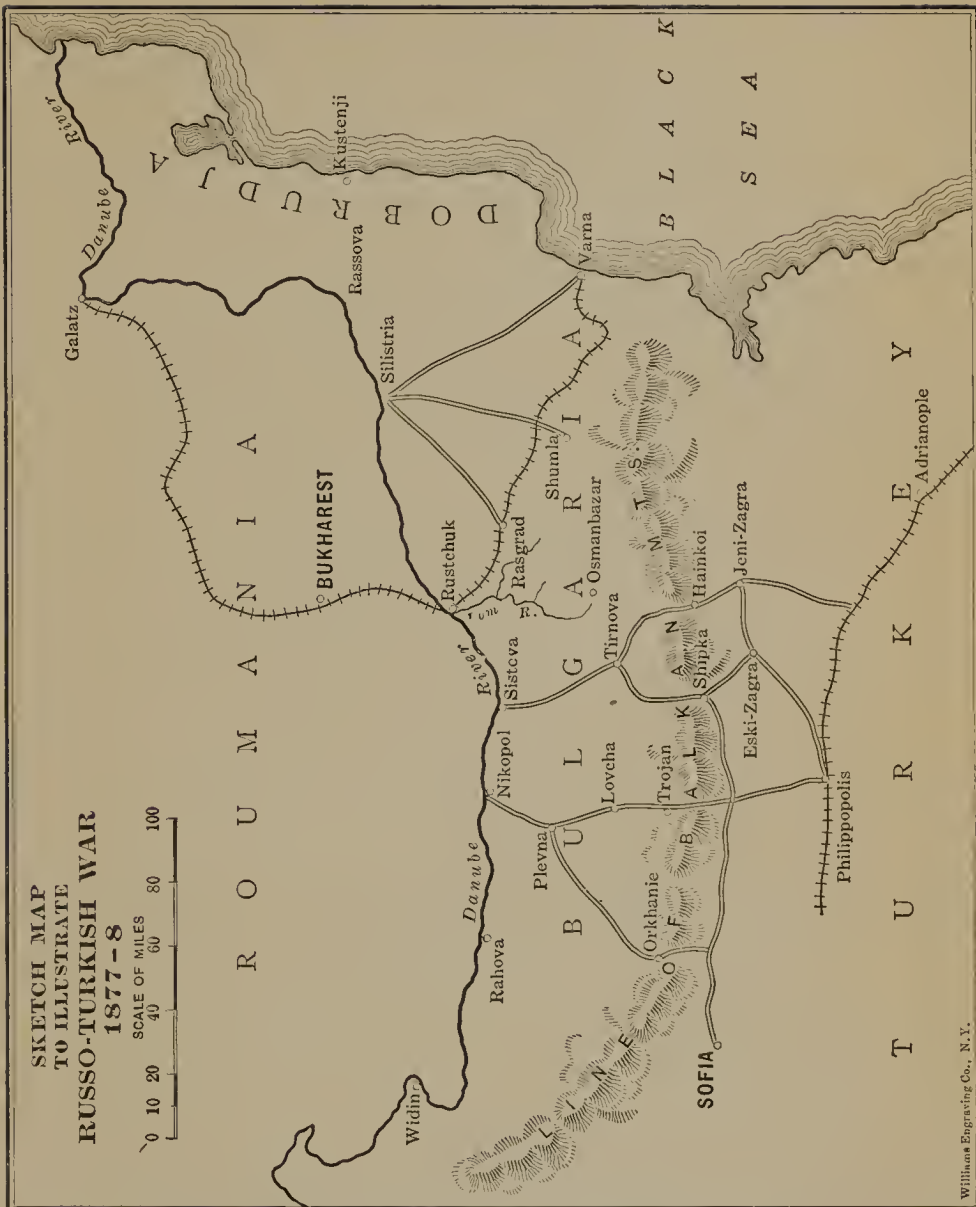 SKETCH MAP
TO ILLUSTRATE
RUSSO-TURKISH WAR
1877-8
SCALE OF MILES
0 10 20 40 60 80 100
ROUMANIA
BUKHAREST
Galatz
Danube River
DOBRUDJA
Kustenji
Rassova
Silistria
BLACK
SEA
Varna
Rustchuk
Rasgrad
Lom R.
Shumla
Osmanbazar
River
Sistova
Nikopol
Danube
Rahova
Widin
BULGARIA
Tirnova
Lovcha
Plevna
Trojan
Orkhanie
LINE OF BALKAN MTS.
Shipka
Hainkoi
Jeni-Zagra
Eski-Zagra
SOFIA
Philippopolis
Adrianople
TURKEY
Williams Engraving Co., N.Y.